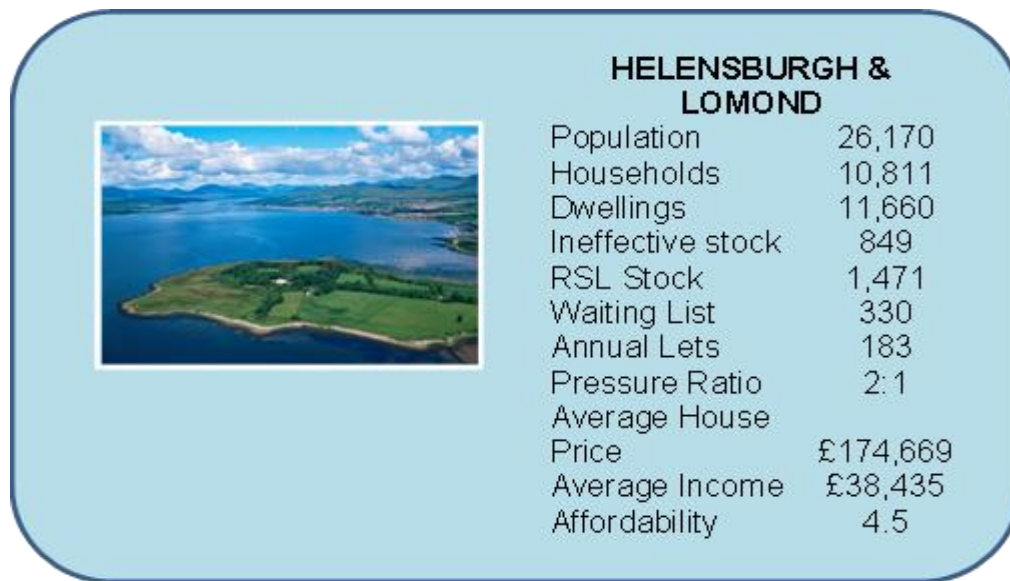 HELENSBURGH &
LOMOND
Population 26,170
Households 10,811
Dwellings 11,660
Ineffective stock 849
RSL Stock 1,471
Waiting List 330
Annual Lets 183
Pressure Ratio 2:1
Average House
Price £174,669
Average Income £38,435
Affordability 4.5